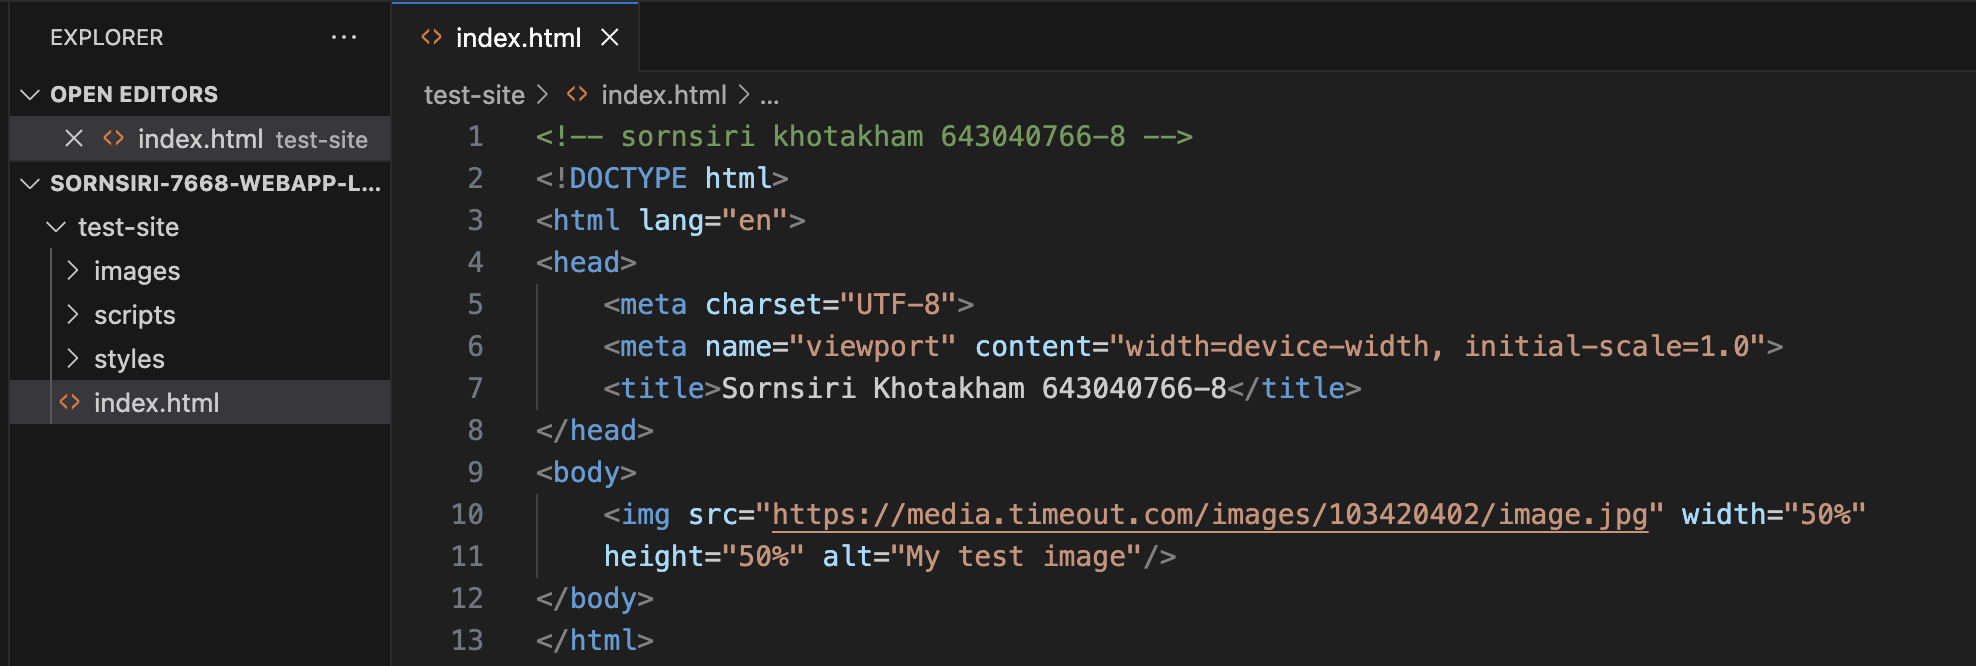 EXPLORER
OPEN EDITORS
index.html test-site
SORNSIRI-7668-WEBAPP-L...
test-site
images
scripts
styles
index.html
index.html
test-site > index.html > ...
1 <!-- sornsiri khotakham 643040766-8 -->
2 <!DOCTYPE html>
3 <html lang="en">
4 <head>
5     <meta charset="UTF-8">
6     <meta name="viewport" content="width=device-width, initial-scale=1.0">
7     <title>Sornsiri Khotakham 643040766-8</title>
8 </head>
9 <body>
10     <img src="https://media.timeout.com/images/103420402/image.jpg" width="50%"
11     height="50%" alt="My test image"/>
12 </body>
13 </html>